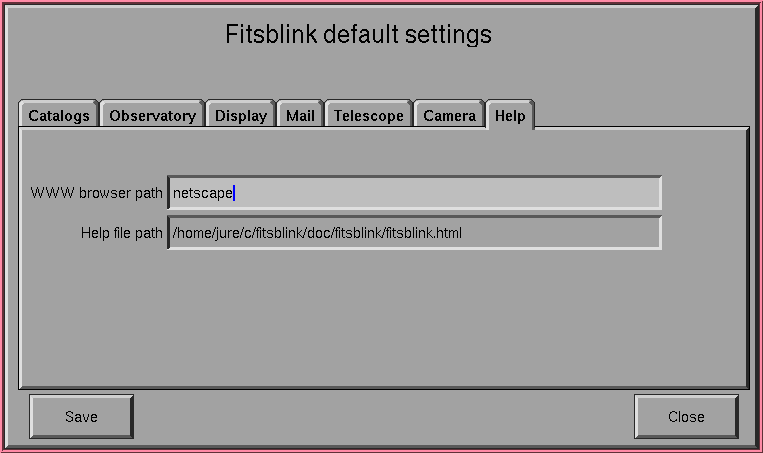 Fitsblink default settings
Catalogs Observatory Display Mail Telescope Camera Help
WWW browser path netscape
Help file path /home/jure/c/fitsblink/doc/fitsblink/fitsblink.html
Save Close